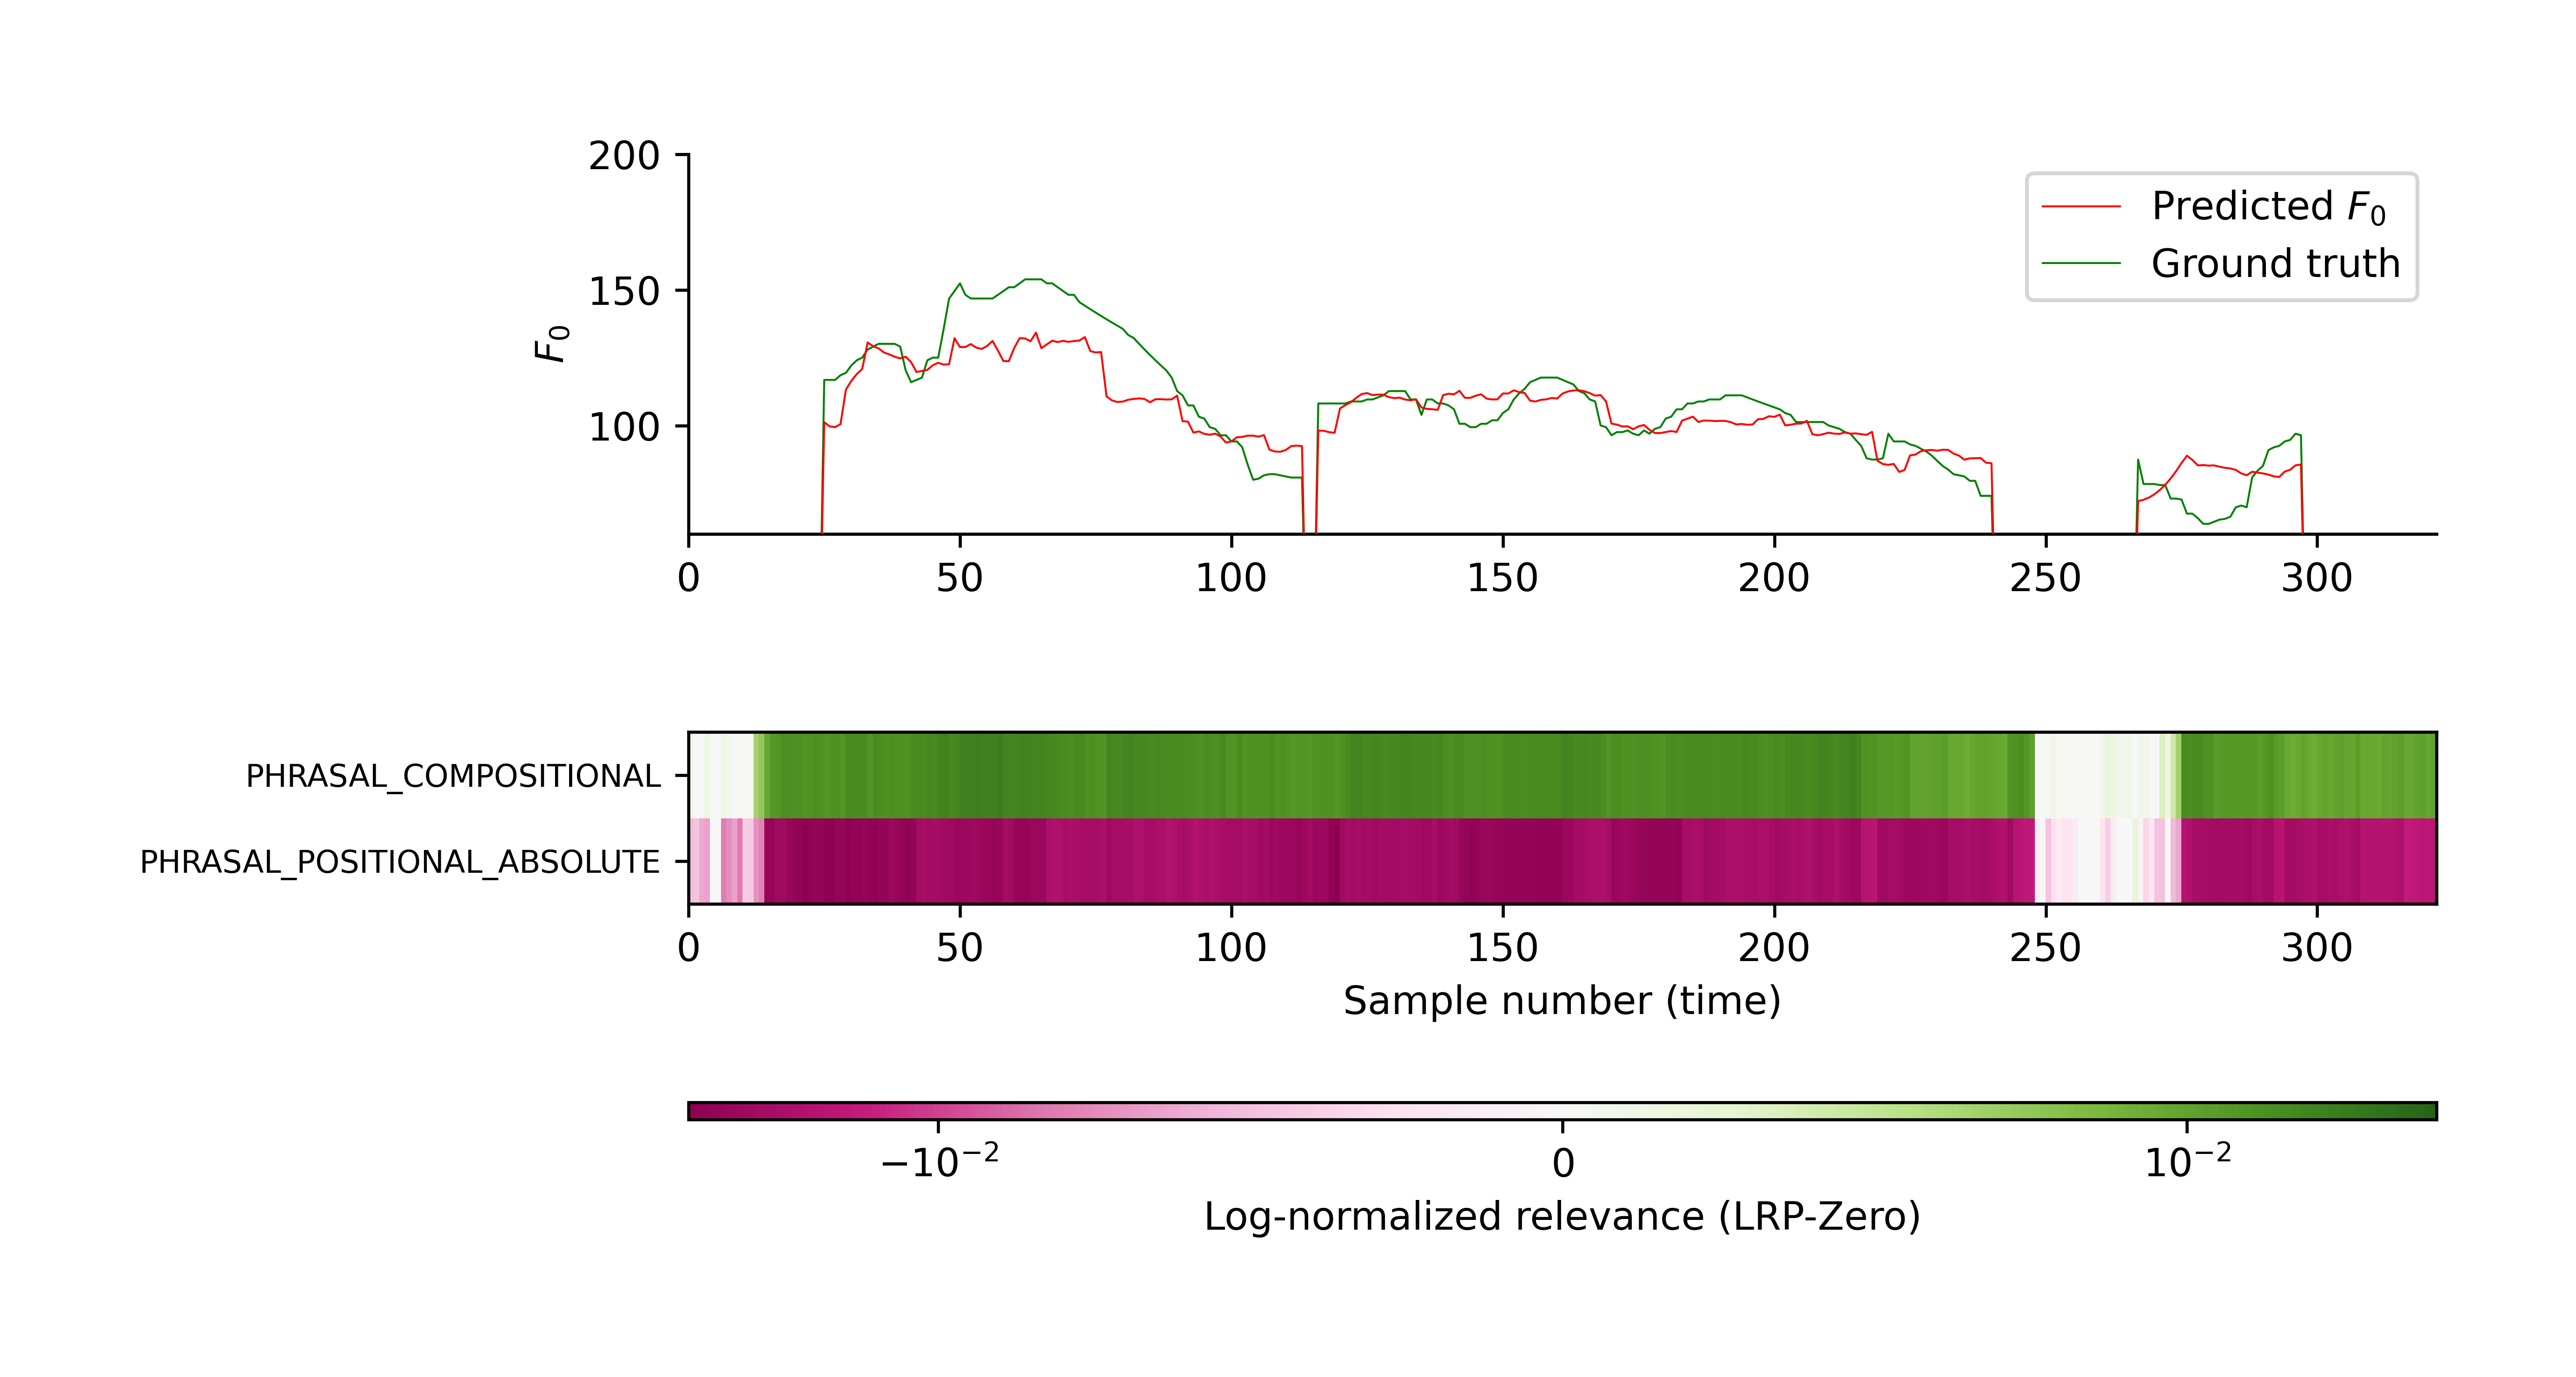 200
150
100
F₀
Predicted F₀
Ground truth
0 50 100 150 200 250 300
PHRASAL_COMPOSITIONAL
PHRASAL_POSITIONAL_ABSOLUTE
0 50 100 150 200 250 300
Sample number (time)
−10⁻² 0 10⁻²
Log-normalized relevance (LRP-Zero)